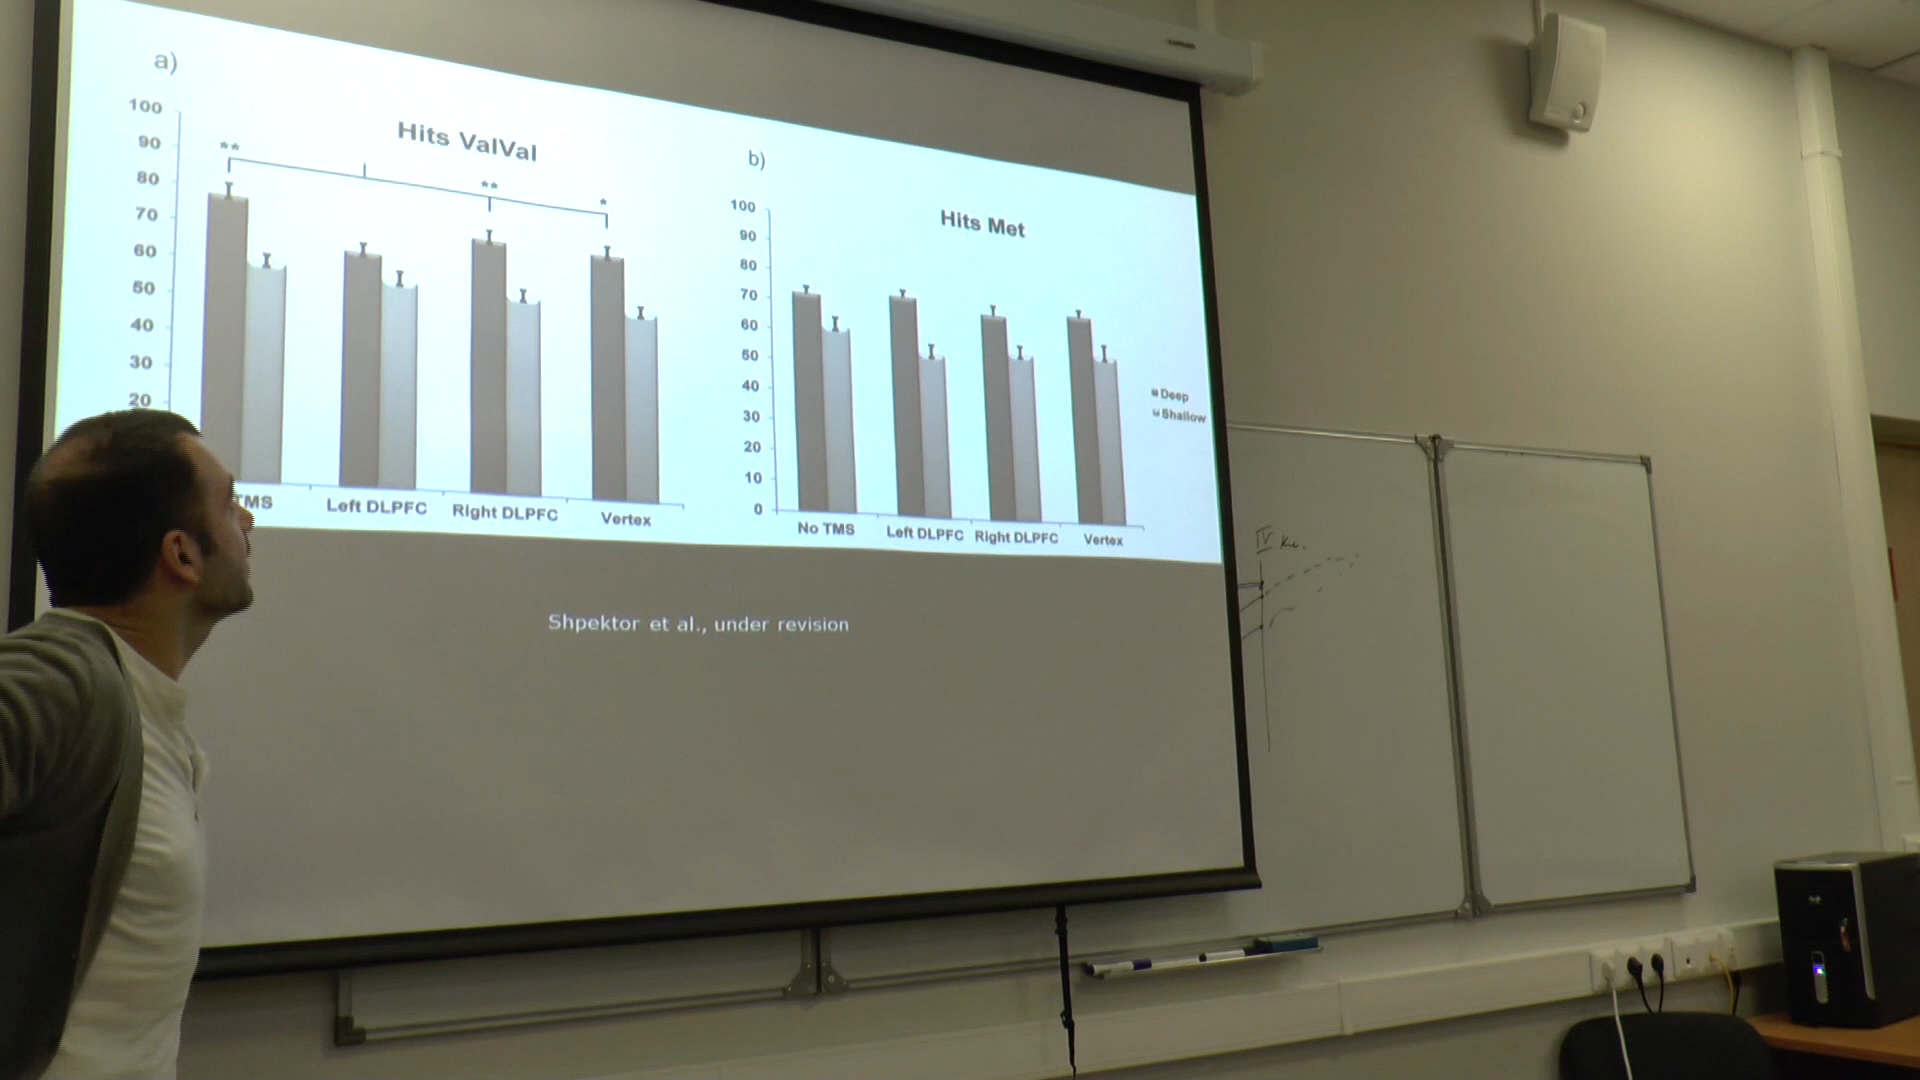 a)
Hits ValVal
100
90
80
70
60
50
40
30
20
**
**
*
TMS
Left DLPFC
Right DLPFC
Vertex
b)
Hits Met
100
90
80
70
60
50
40
30
20
10
0
No TMS
Left DLPFC
Right DLPFC
Vertex
Deep
Shallow
Shpektor et al., under revision
IV